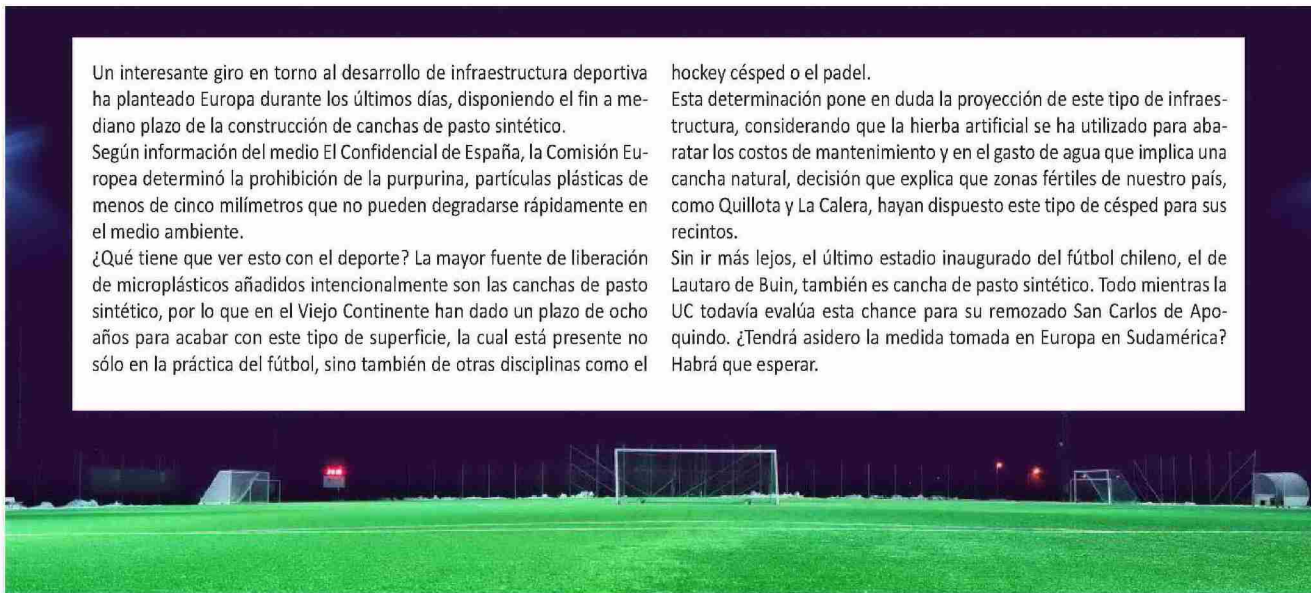 Un interesante giro en torno al desarrollo de infraestructura deportiva
ha planteado Europa durante los últimos días, disponiendo el fin a me-
diano plazo de la construcción de canchas de pasto sintético.
Según información del medio El Confidencial de España, la Comisión Eu-
ropea determinó la prohibición de la purpurina, partículas plásticas de
menos de cinco milímetros que no pueden degradarse rápidamente en
el medio ambiente.
¿Qué tiene que ver esto con el deporte? La mayor fuente de liberación
de microplásticos añadidos intencionalmente son las canchas de pasto
sintético, por lo que en el Viejo Continente han dado un plazo de ocho
años para acabar con este tipo de superficie, la cual está presente no
sólo en la práctica del fútbol, sino también de otras disciplinas como el
hockey césped o el padel.
Esta determinación pone en duda la proyección de este tipo de infraes-
tructura, considerando que la hierba artificial se ha utilizado para aba-
ratar los costos de mantenimiento y en el gasto de agua que implica una
cancha natural, decisión que explica que zonas fértiles de nuestro país,
como Quillota y La Calera, hayan dispuesto este tipo de césped para sus
recintos.
Sin ir más lejos, el último estadio inaugurado del fútbol chileno, el de
Lautaro de Buin, también es cancha de pasto sintético. Todo mientras la
UC todavía evalúa esta chance para su remozado San Carlos de Apo-
quindo. ¿Tendrá asidero la medida tomada en Europa en Sudamérica?
Habrá que esperar.